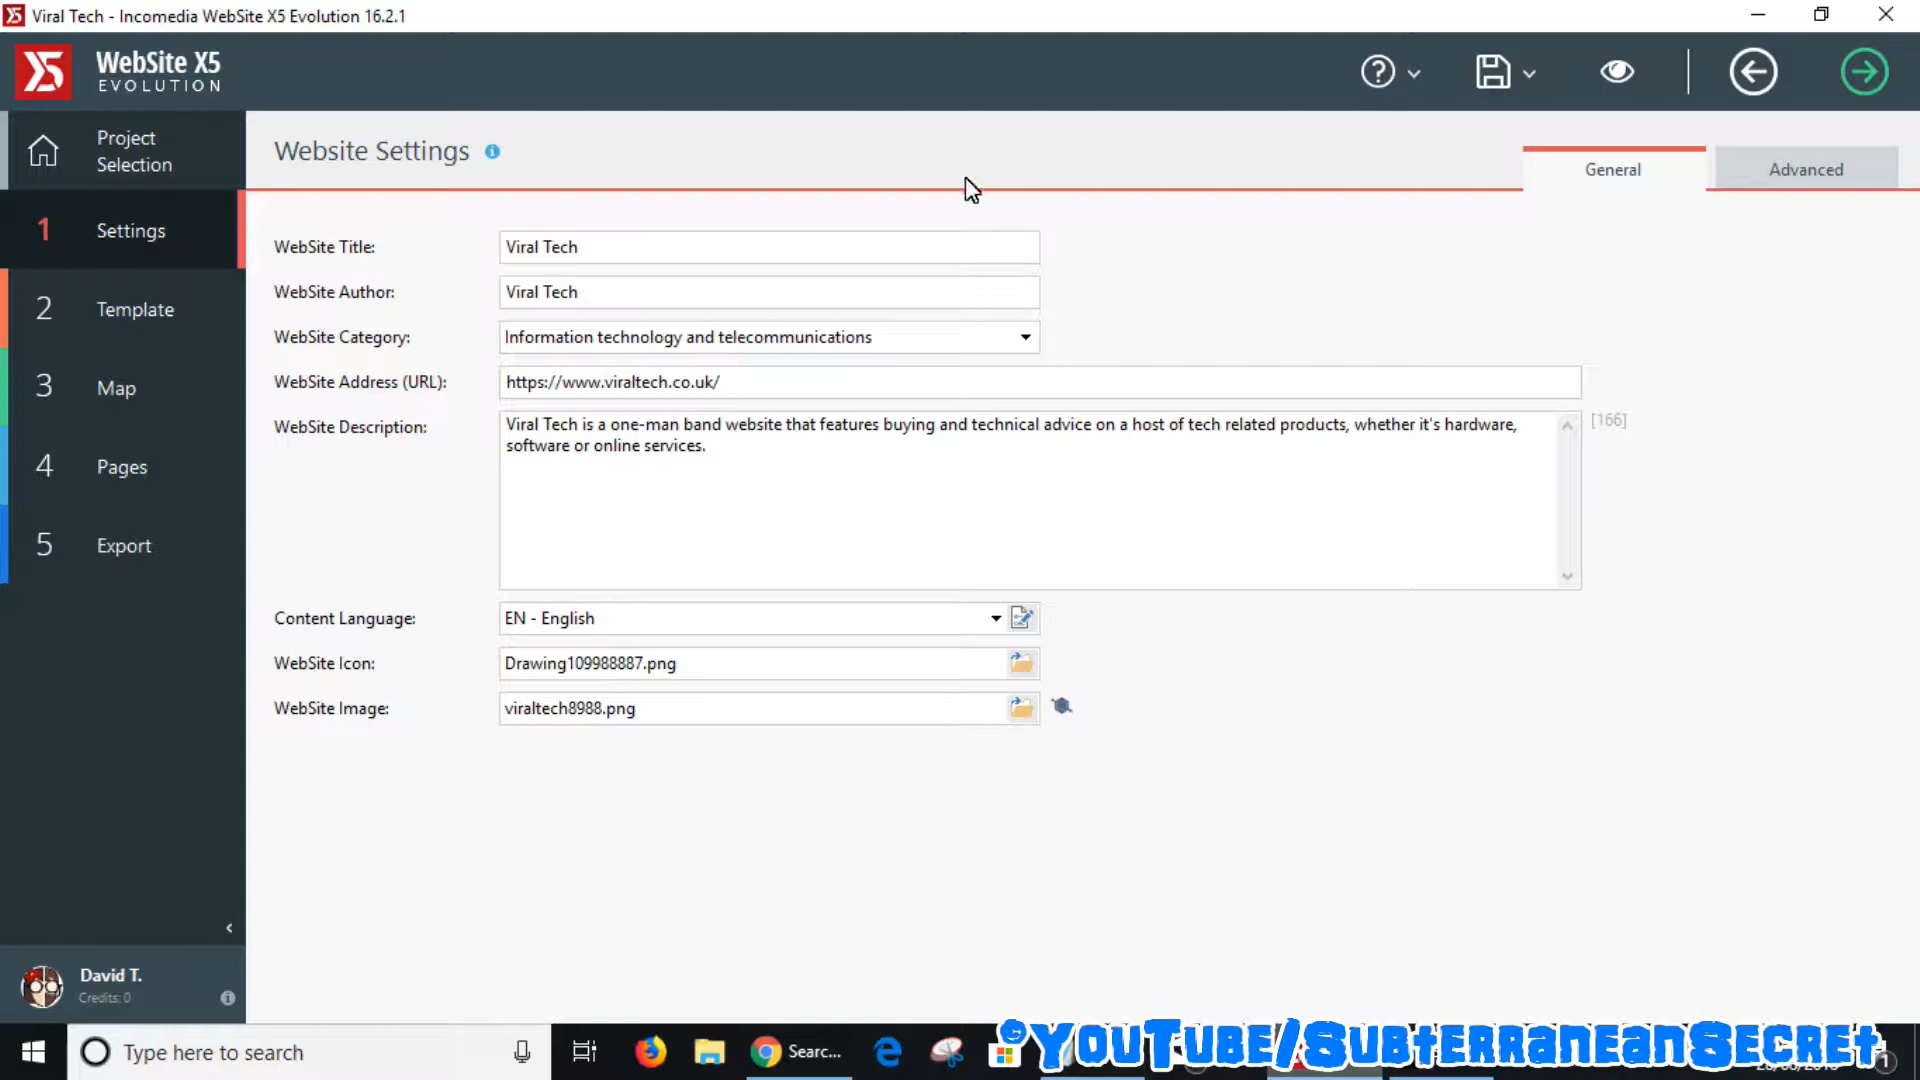 Viral Tech - Incomedia WebSite X5 Evolution 16.2.1
WebSite X5
EVOLUTION
Project
Selection
Website Settings
General
Advanced
1 Settings
2 Template
3 Map
4 Pages
5 Export
WebSite Title: Viral Tech
WebSite Author: Viral Tech
WebSite Category: Information technology and telecommunications
WebSite Address (URL): https://www.viraltech.co.uk/
WebSite Description: Viral Tech is a one-man band website that features buying and technical advice on a host of tech related products, whether it's hardware, [166]
software or online services.
Content Language: EN - English
WebSite Icon: Drawing109988887.png
WebSite Image: viraltech8988.png
David T.
Credits: 0
Type here to search
Searc...
©YouTube/SubterraneanSecret
1